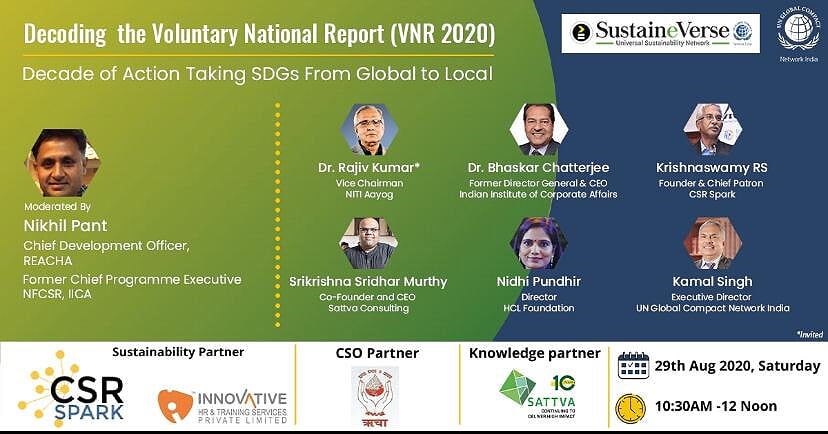 Decoding the Voluntary National Report (VNR 2020)
Decade of Action Taking SDGs From Global to Local
SustaineVerse
Universal Sustainability Network
UN GLOBAL COMPACT
Network India
Moderated By
Nikhil Pant
Chief Development Officer,
REACHA
Former Chief Programme Executive
NFCSR, IICA
Dr. Rajiv Kumar*
Vice Chairman
NITI Aayog
Dr. Bhaskar Chatterjee
Former Director General & CEO
Indian Institute of Corporate Affairs
Krishnaswamy RS
Founder & Chief Patron
CSR Spark
Srikrishna Sridhar Murthy
Co-Founder and CEO
Sattva Consulting
Nidhi Pundhir
Director
HCL Foundation
Kamal Singh
Executive Director
UN Global Compact Network India
*Invited
Sustainability Partner
CSR
SPARK
INNOVATIVE
HR & TRAINING SERVICES
PRIVATE LIMITED
CSO Partner
ऋचा
Knowledge partner
10
SATTVA
CONTINUING TO
DELIVER HIGH IMPACT
29th Aug 2020, Saturday
10:30AM -12 Noon